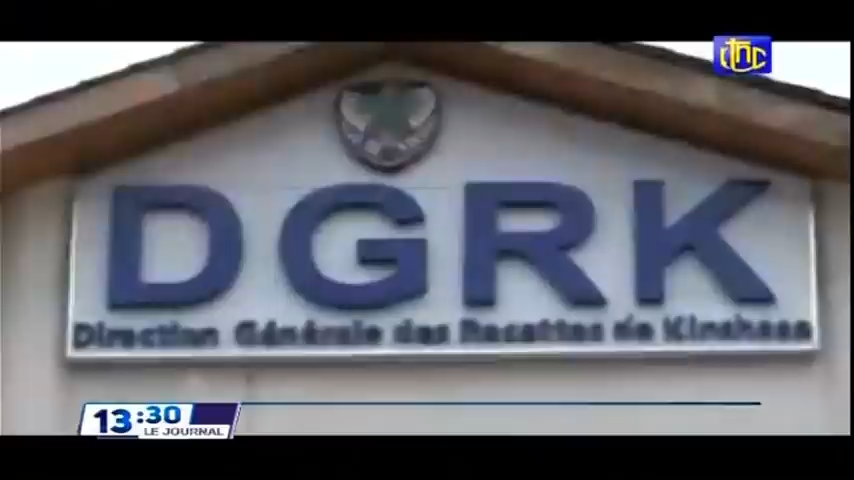 DGRK
Direction Générale des Recettes de Kinshasa
13:30
LE JOURNAL